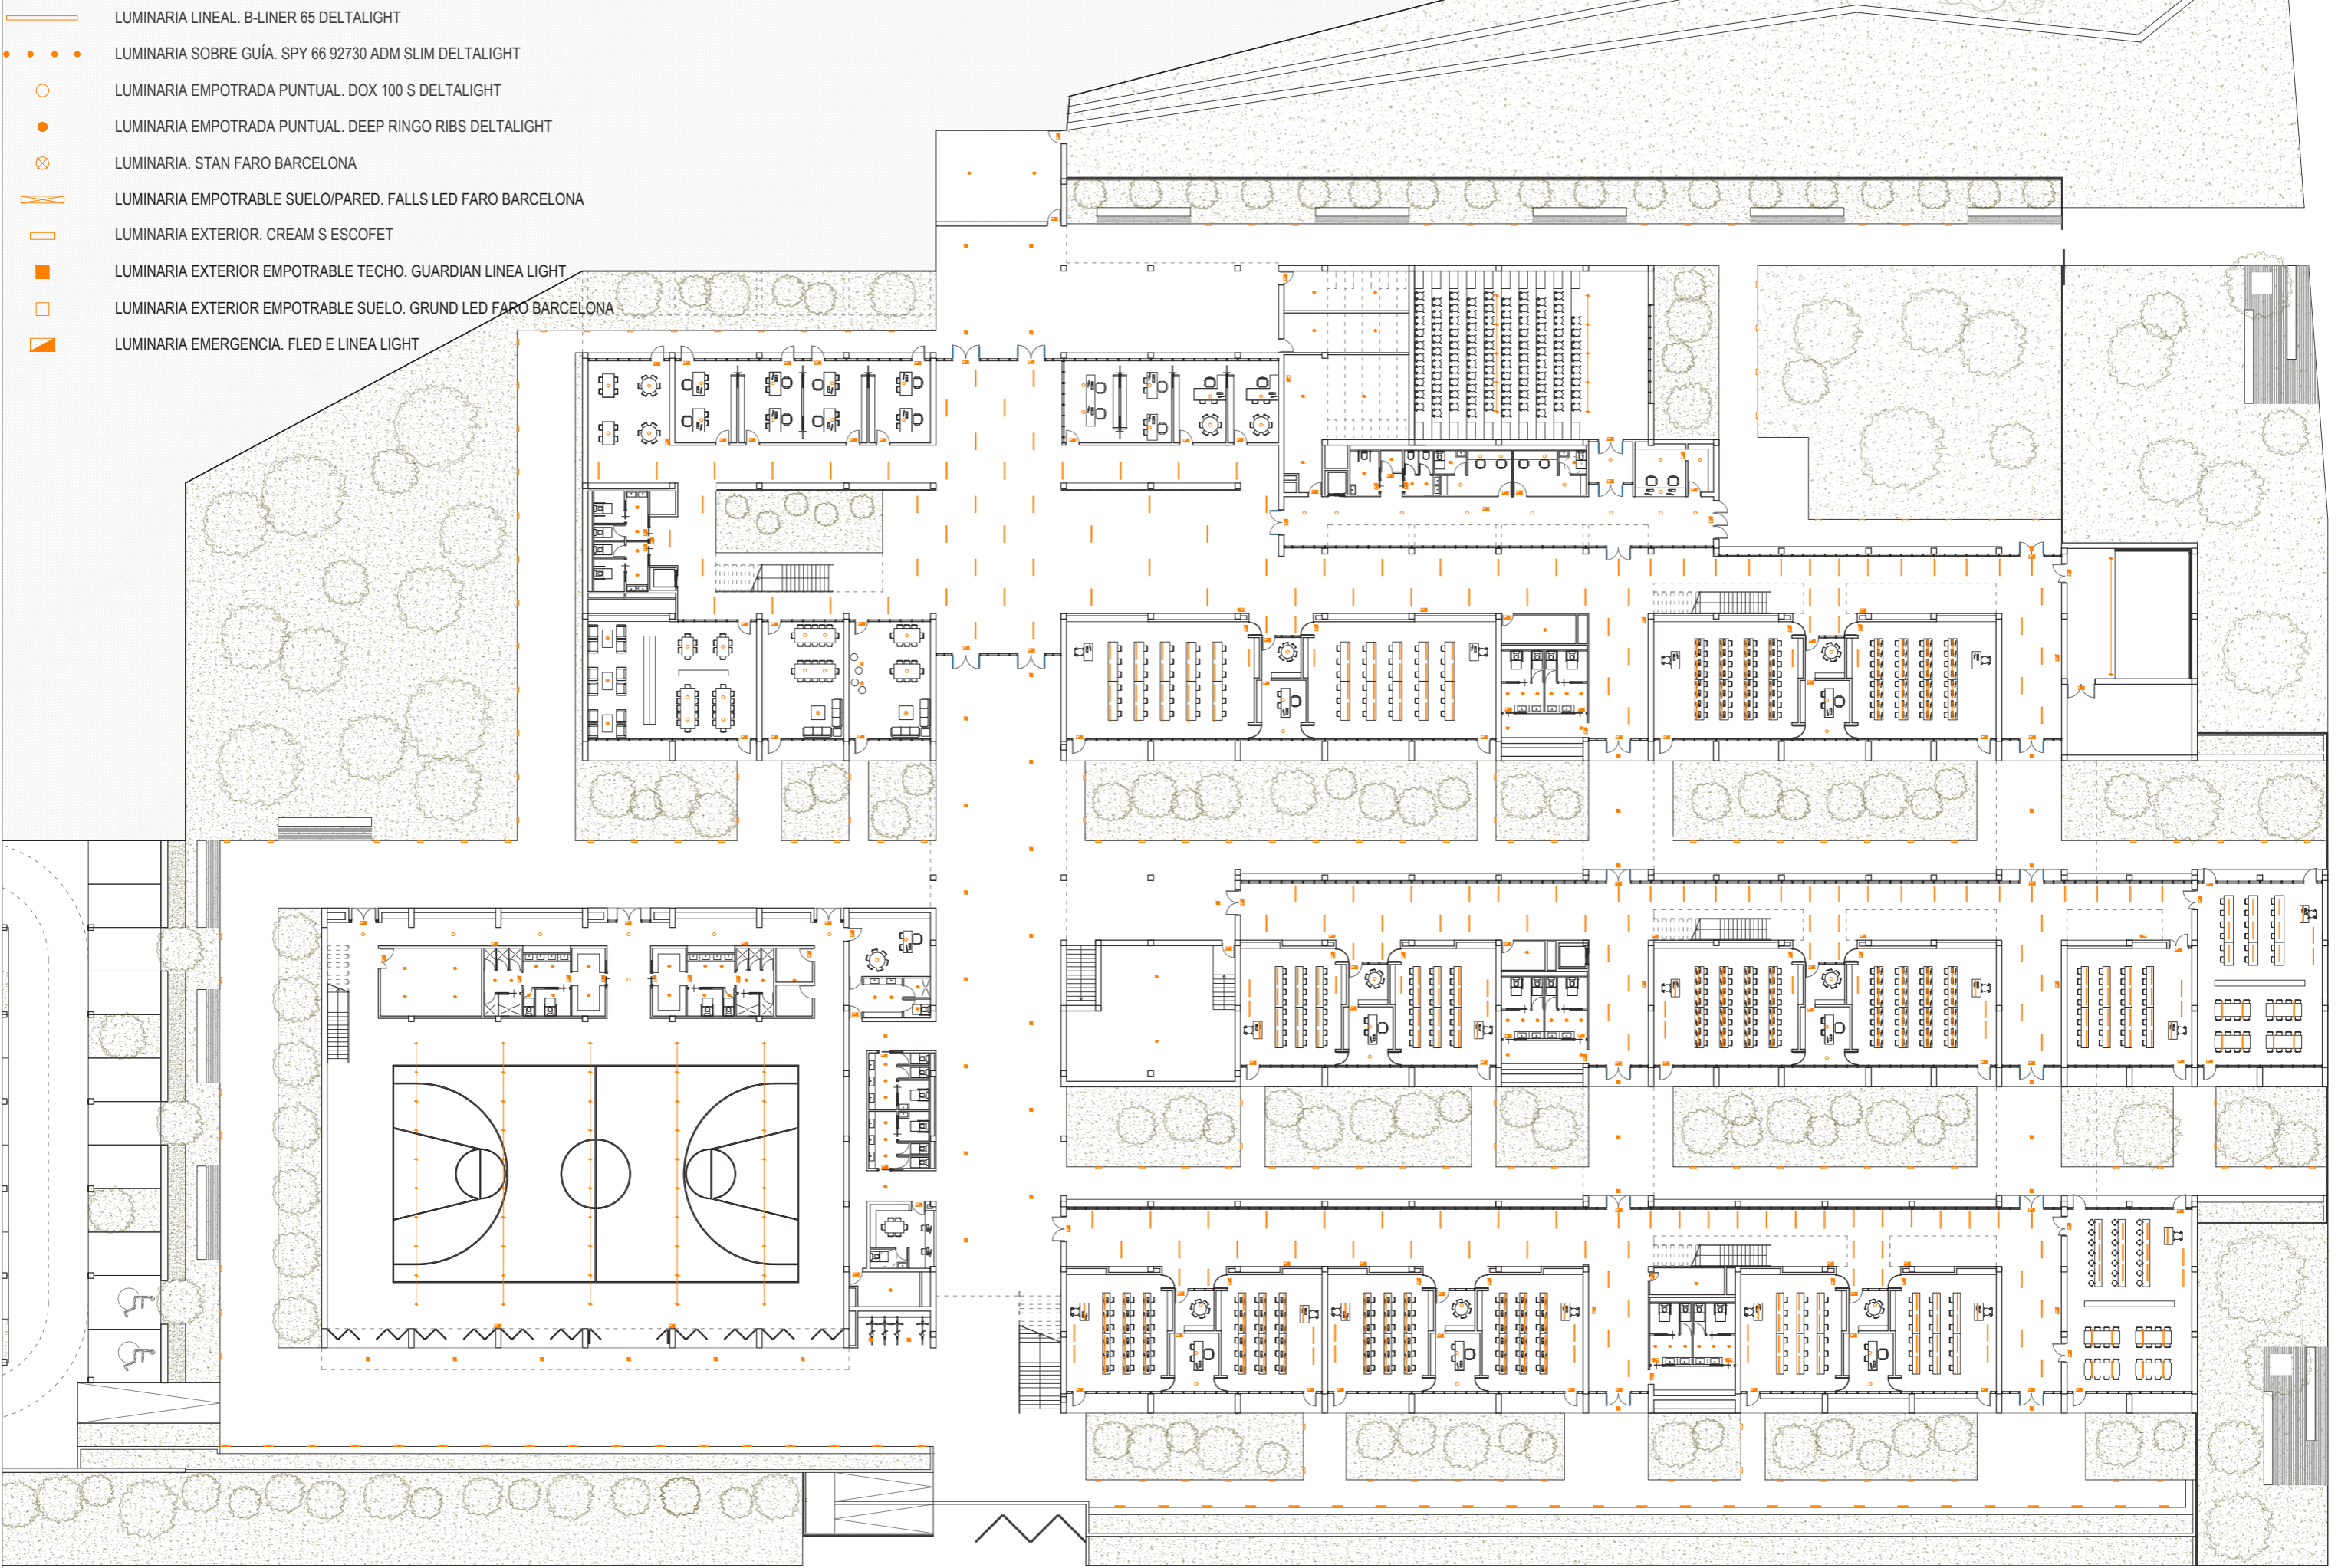 LUMINARIA LINEAL. B-LINER 65 DELTALIGHT
LUMINARIA SOBRE GUÍA. SPY 66 92730 ADM SLIM DELTALIGHT
LUMINARIA EMPOTRADA PUNTUAL. DOX 100 S DELTALIGHT
LUMINARIA EMPOTRADA PUNTUAL. DEEP RINGO RIBS DELTALIGHT
LUMINARIA. STAN FARO BARCELONA
LUMINARIA EMPOTRABLE SUELO/PARED. FALLS LED FARO BARCELONA
LUMINARIA EXTERIOR. CREAM S ESCOFET
LUMINARIA EXTERIOR EMPOTRABLE TECHO. GUARDIAN LINEA LIGHT
LUMINARIA EXTERIOR EMPOTRABLE SUELO. GRUND LED FARO BARCELONA
LUMINARIA EMERGENCIA. FLED E LINEA LIGHT